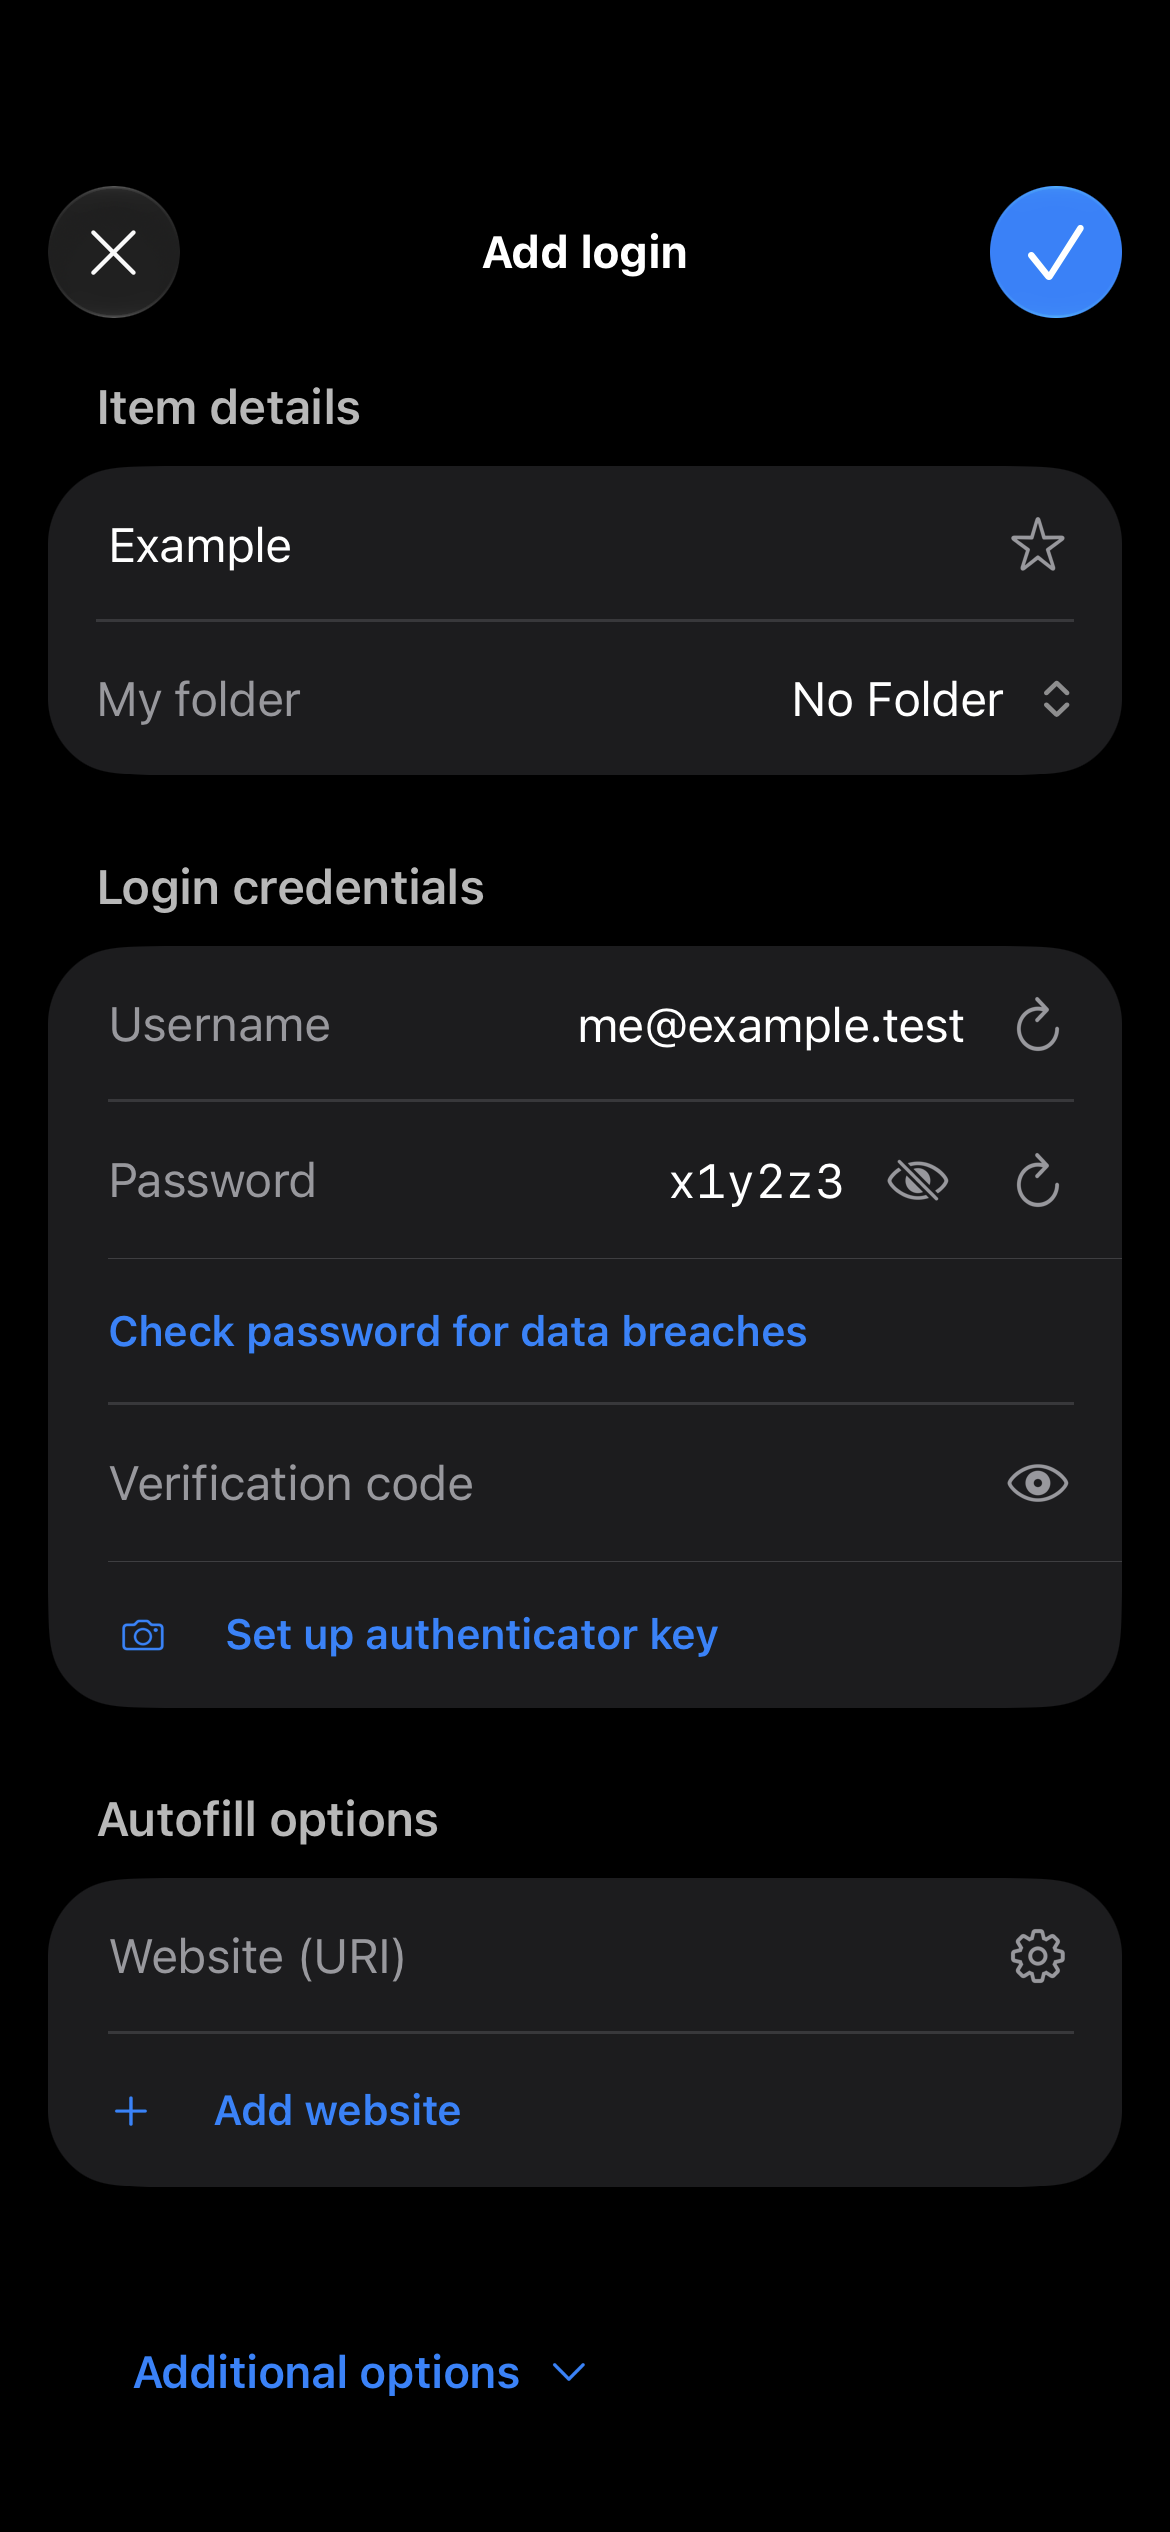 Add login
Item details
Example
My folder No Folder
Login credentials
Username me@example.test
Password x1y2z3
Check password for data breaches
Verification code
Set up authenticator key
Autofill options
Website (URI)
Add website
Additional options